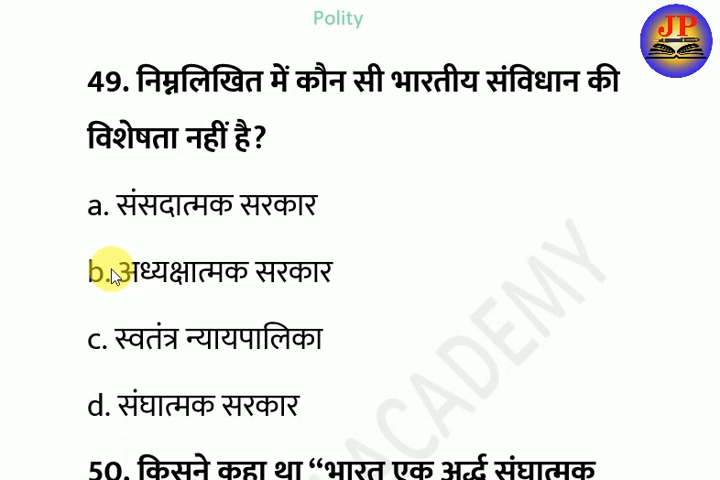 Polity
JP
49. निम्नलिखित में कौन सी भारतीय संविधान की
विशेषता नहीं है?
a. संसदात्मक सरकार
b. अध्यक्षात्मक सरकार
c. स्वतंत्र न्यायपालिका
d. संघात्मक सरकार
ACADEMY
50. किसने कहा था “भारत एक अर्द्ध संघात्मक